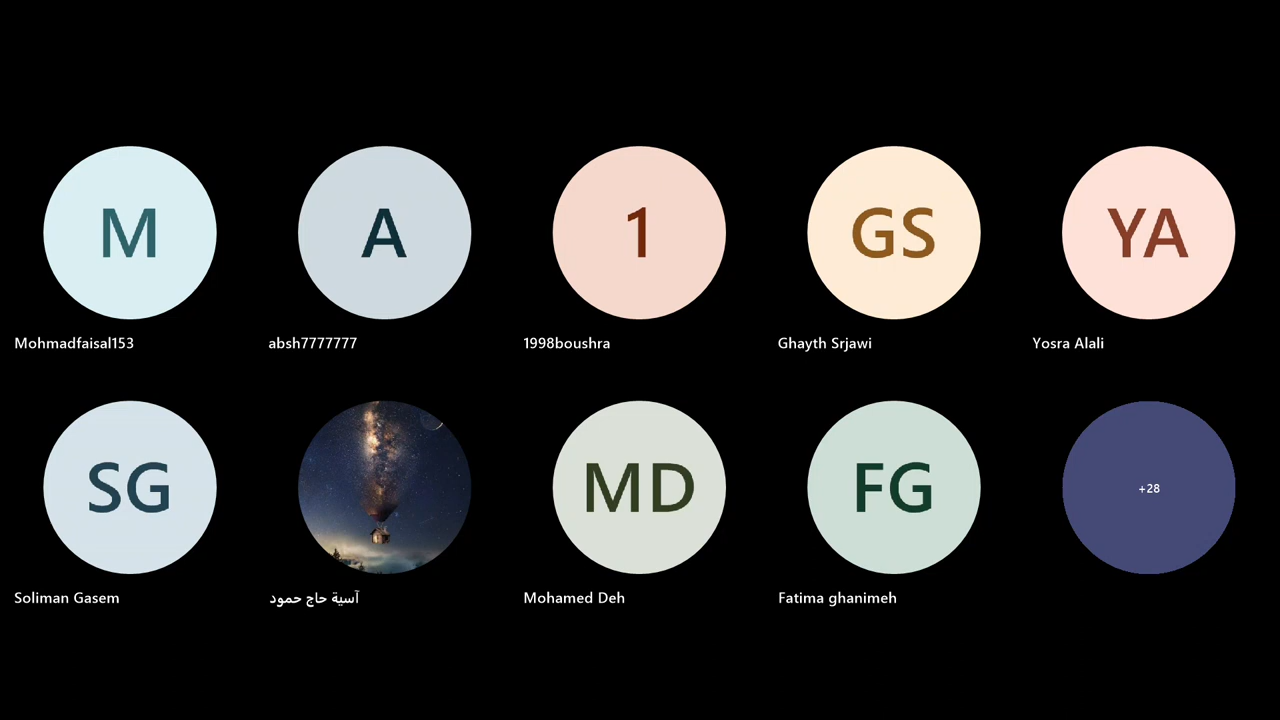 M
A
1
GS
YA
Mohmadfaisal153
absh7777777
1998boushra
Ghayth Srjawi
Yosra Alali
SG
MD
FG
+28
Soliman Gasem
آسية حاج حمود
Mohamed Deh
Fatima ghanimeh